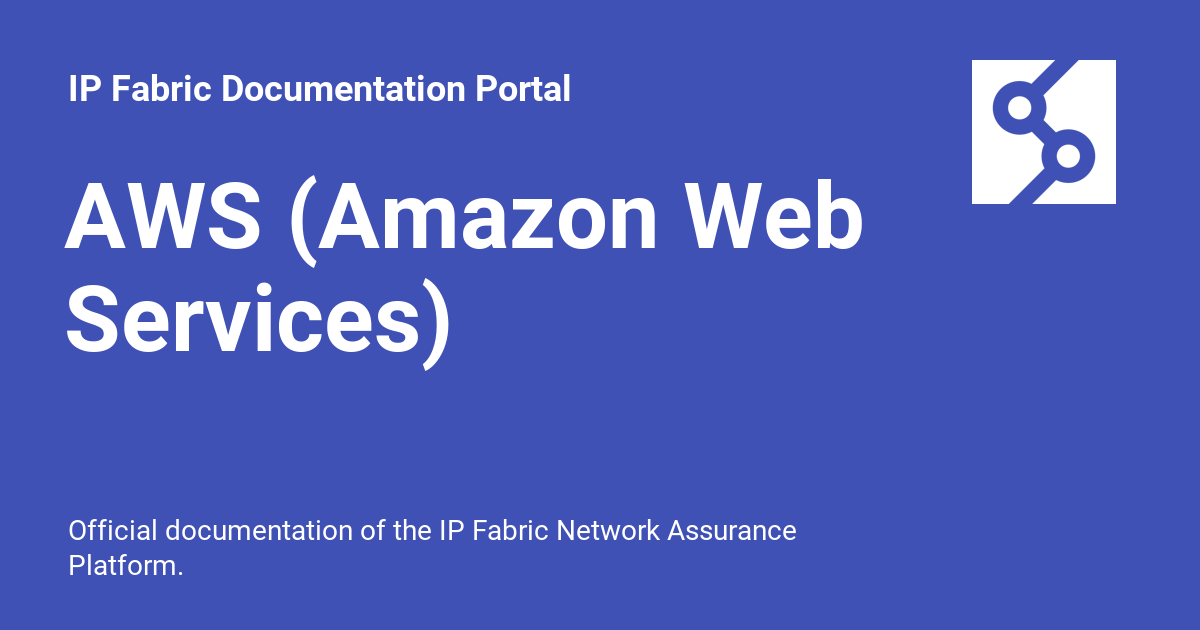 IP Fabric Documentation Portal
AWS (Amazon Web
Services)
Official documentation of the IP Fabric Network Assurance
Platform.